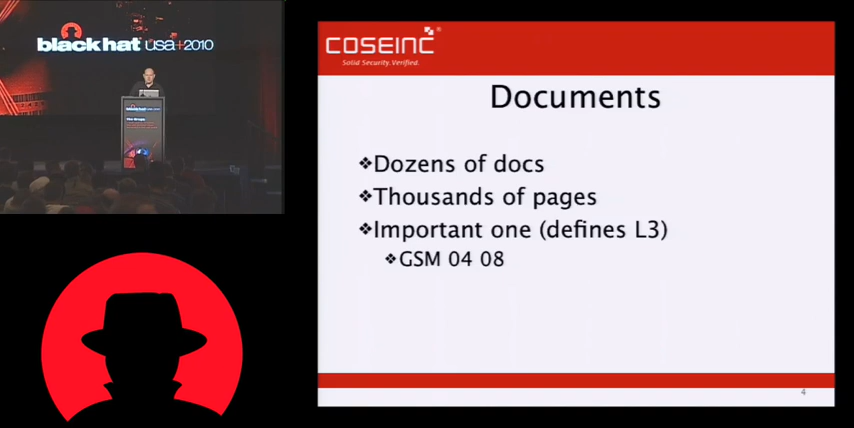 black hat USA+2010
COSEINC
Solid Security. Verified.
Documents
❖Dozens of docs
❖Thousands of pages
❖Important one (defines L3)
❖GSM 04 08
4